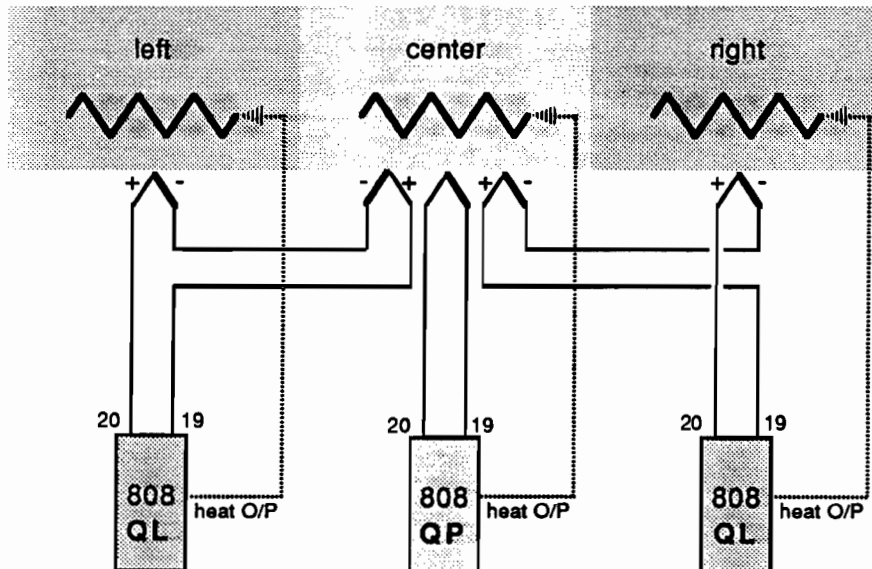 left center right
+ - - + + - + -
20 19 20 19 20 19
808 808 808
QL QP QL
heat O/P heat O/P heat O/P